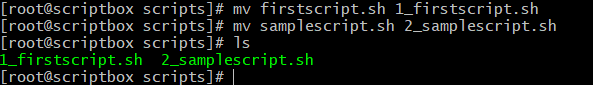 [root@scriptbox scripts]# mv firstscript.sh 1_firstscript.sh
[root@scriptbox scripts]# mv samplescript.sh 2_samplescript.sh
[root@scriptbox scripts]# ls
1_firstscript.sh  2_samplescript.sh
[root@scriptbox scripts]#